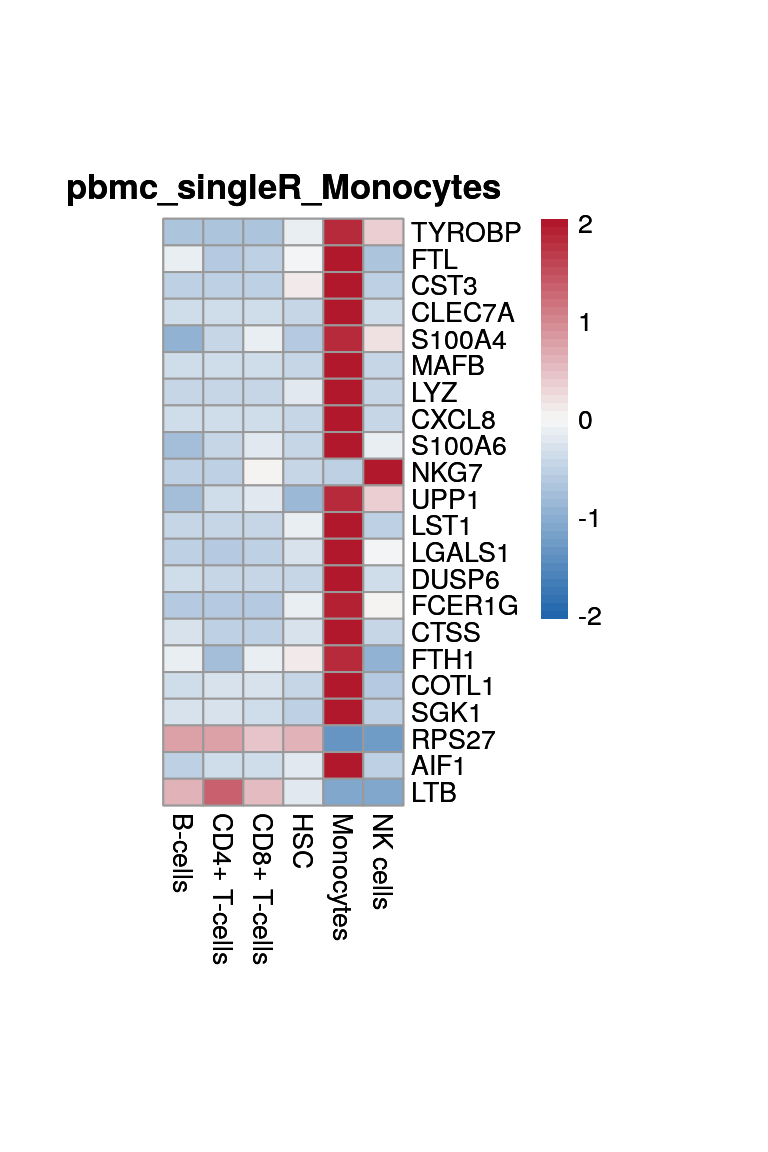 pbmc_singleR_Monocytes
TYROBP
FTL
CST3
CLEC7A
S100A4
MAFB
LYZ
CXCL8
S100A6
NKG7
UPP1
LST1
LGALS1
DUSP6
FCER1G
CTSS
FTH1
COTL1
SGK1
RPS27
AIF1
LTB
2
1
0
-1
-2
B-cells
CD4+ T-cells
CD8+ T-cells
HSC
Monocytes
NK cells